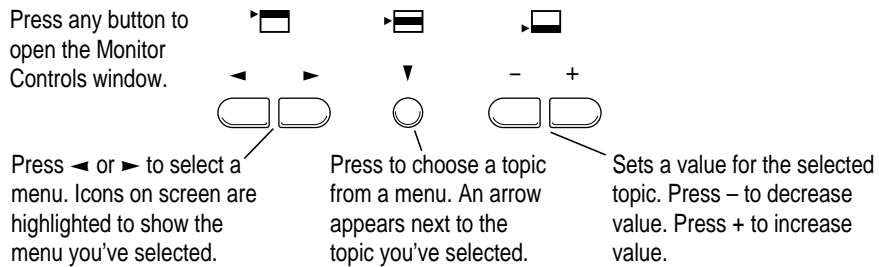 Press any button to
open the Monitor
Controls window.
◄ ► ▼ – +
Press ◄ or ► to select a
menu. Icons on screen are
highlighted to show the
menu you've selected.
Press to choose a topic
from a menu. An arrow
appears next to the
topic you've selected.
Sets a value for the selected
topic. Press – to decrease
value. Press + to increase
value.